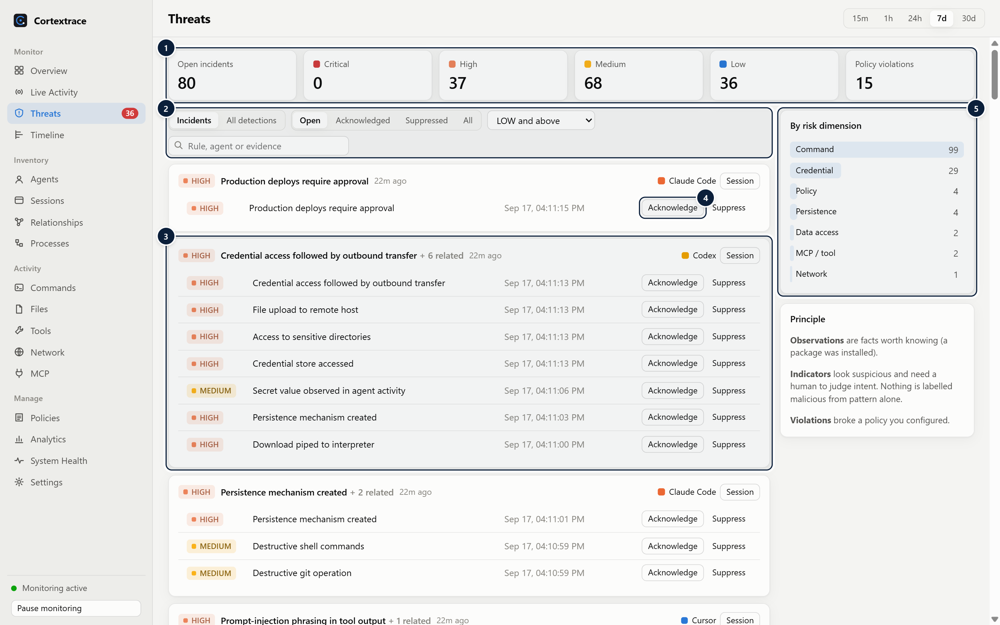 Cortextrace
Monitor
Overview
Live Activity
Threats 36
Timeline
Inventory
Agents
Sessions
Relationships
Processes
Activity
Commands
Files
Tools
Network
MCP
Manage
Policies
Analytics
System Health
Settings
Monitoring active
Pause monitoring
Threats
15m 1h 24h 7d 30d
1
Open incidents
80
Critical
0
High
37
Medium
68
Low
36
Policy violations
15
2
Incidents All detections Open Acknowledged Suppressed All LOW and above
Rule, agent or evidence
HIGH Production deploys require approval 22m ago Claude Code Session
4
HIGH Production deploys require approval Sep 17, 04:11:15 PM Acknowledge Suppress
3
HIGH Credential access followed by outbound transfer + 6 related 22m ago Codex Session
HIGH Credential access followed by outbound transfer Sep 17, 04:11:13 PM Acknowledge Suppress
HIGH File upload to remote host Sep 17, 04:11:13 PM Acknowledge Suppress
HIGH Access to sensitive directories Sep 17, 04:11:13 PM Acknowledge Suppress
HIGH Credential store accessed Sep 17, 04:11:13 PM Acknowledge Suppress
MEDIUM Secret value observed in agent activity Sep 17, 04:11:06 PM Acknowledge Suppress
HIGH Persistence mechanism created Sep 17, 04:11:03 PM Acknowledge Suppress
HIGH Download piped to interpreter Sep 17, 04:11:00 PM Acknowledge Suppress
HIGH Persistence mechanism created + 2 related 22m ago Claude Code Session
HIGH Persistence mechanism created Sep 17, 04:11:01 PM Acknowledge Suppress
MEDIUM Destructive shell commands Sep 17, 04:10:59 PM Acknowledge Suppress
MEDIUM Destructive git operation Sep 17, 04:10:59 PM Acknowledge Suppress
HIGH Prompt-injection phrasing in tool output + 1 related 22m ago Cursor Session
5
By risk dimension
Command 99
Credential 29
Policy 4
Persistence 4
Data access 2
MCP / tool 2
Network 1
Principle
Observations are facts worth knowing (a
package was installed).
Indicators look suspicious and need a
human to judge intent. Nothing is labelled
malicious from pattern alone.
Violations broke a policy you configured.